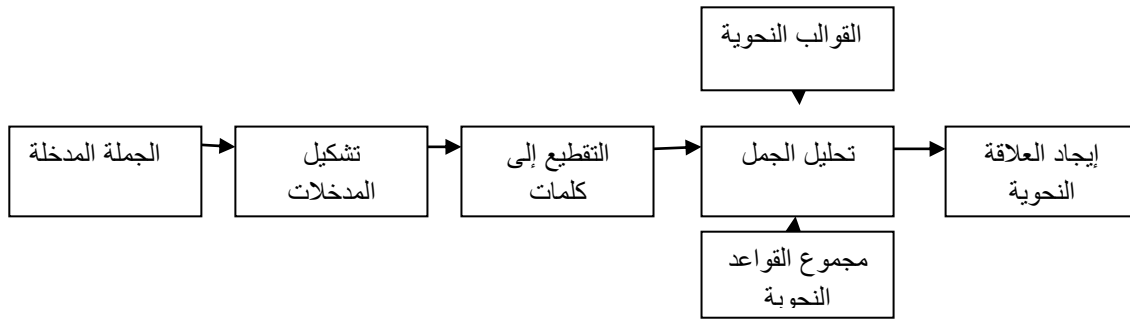 القوالب النحوية
الجملة المدخلة
تشكيل
المدخلات
التقطيع إلى
كلمات
تحليل الجمل
إيجاد العلاقة
النحوية
مجموع القواعد
النحوية